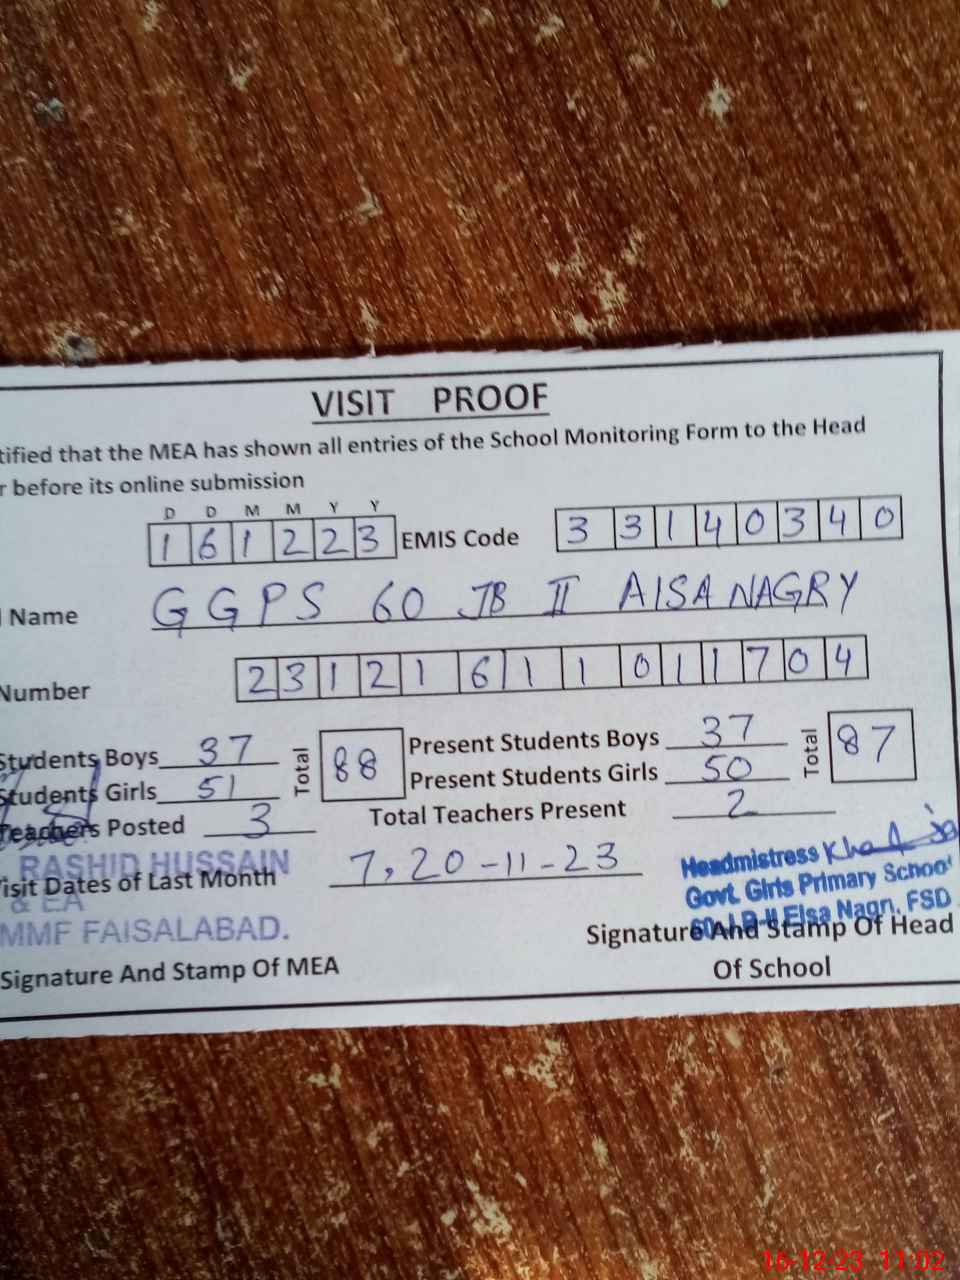 VISIT PROOF
tified that the MEA has shown all entries of the School Monitoring Form to the Head
r before its online submission
D D M M Y Y
1 6 1 2 2 3 EMIS Code 3 3 1 4 0 3 4 0
l Name GGPS 60 JB II AISA NAGRY
Number 2 3 1 2 1 6 1 1 0 1 1 7 0 4
Students Boys 37 Total 88 Present Students Boys 37 Total 87
Students Girls 51 Present Students Girls 50
Teachers Posted 3 Total Teachers Present 2
RASHID HUSSAIN
isit Dates of Last Month 7, 20-11-23
& EA
MMF FAISALABAD.
Signature And Stamp Of MEA
Headmistress
Govt. Girls Primary School
60 J.B-II Eisa Nagri, FSD
Signature And Stamp Of Head
Of School
16-12-23 11:02